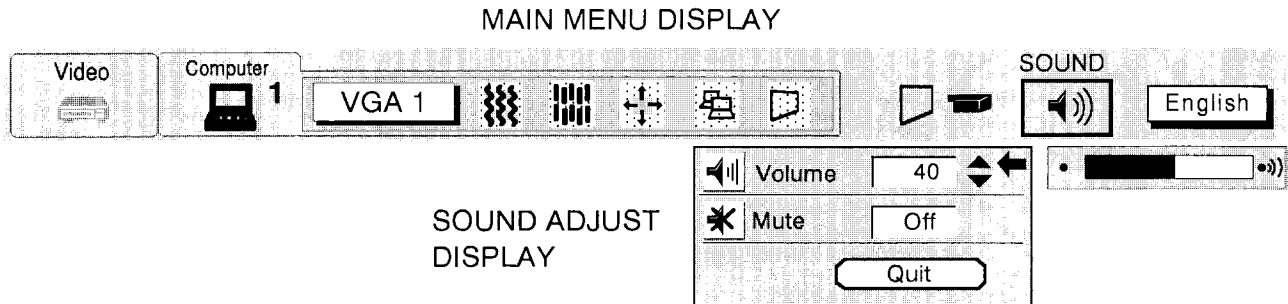 MAIN MENU DISPLAY
Video
Computer
1
VGA 1
SOUND
English
Volume 40
Mute Off
Quit
SOUND ADJUST
DISPLAY